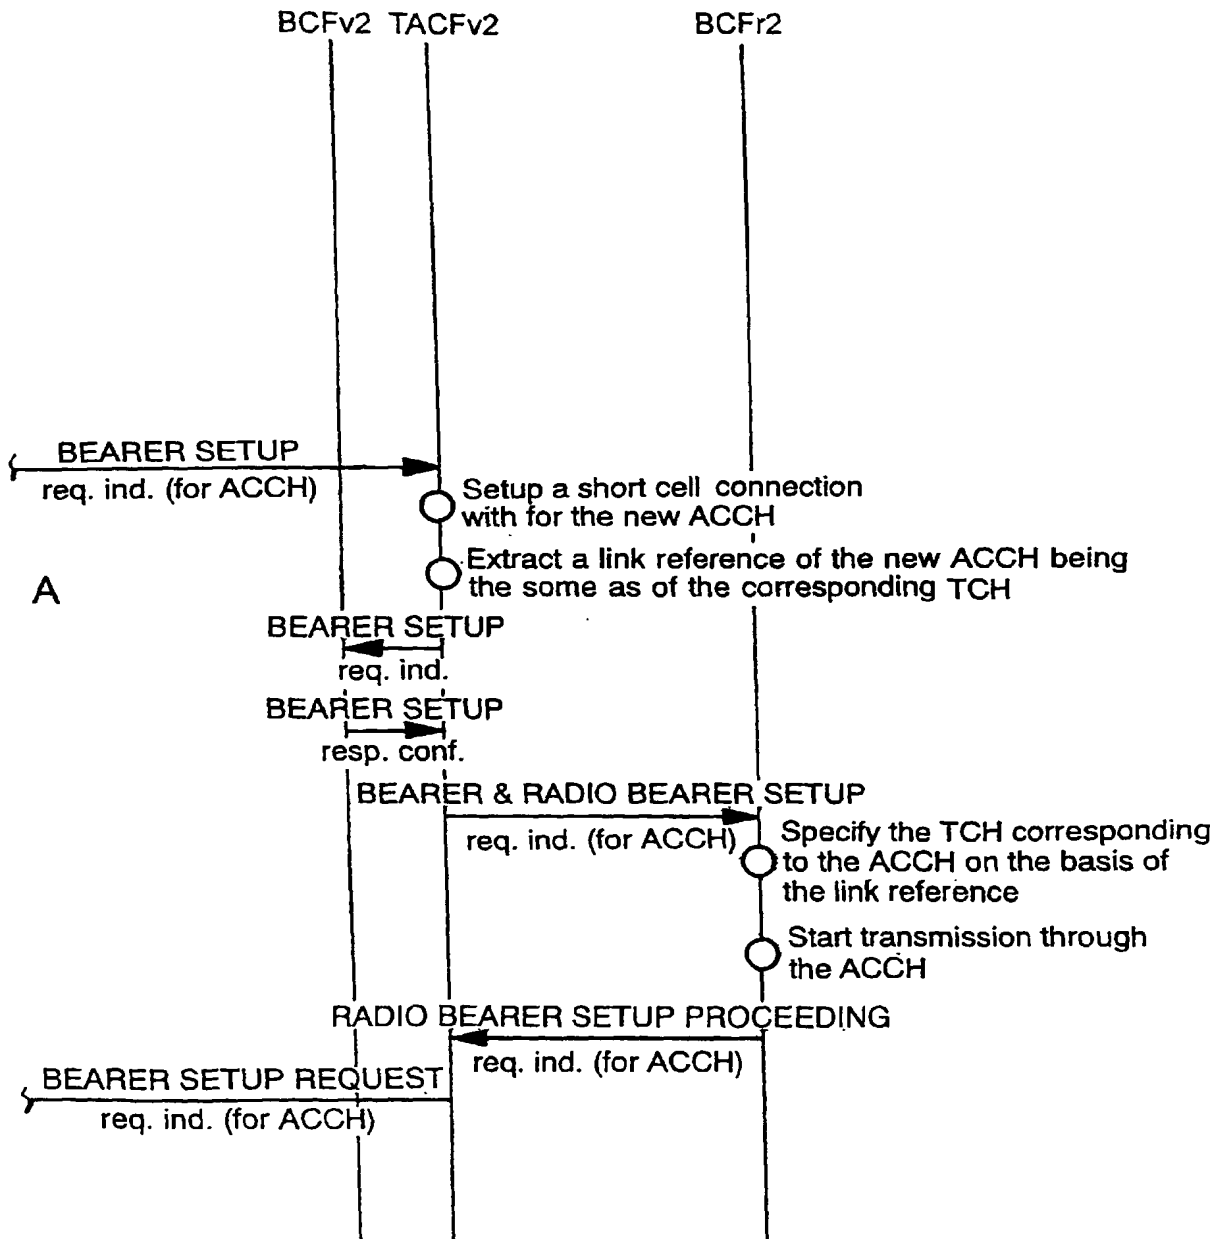 BCFv2 TACFv2 BCFr2
BEARER SETUP
req. ind. (for ACCH)
Setup a short cell connection
with for the new ACCH
Extract a link reference of the new ACCH being
the some as of the corresponding TCH
A
BEARER SETUP
req. ind.
BEARER SETUP
resp. conf.
BEARER & RADIO BEARER SETUP
req. ind. (for ACCH)
Specify the TCH corresponding
to the ACCH on the basis of
the link reference
Start transmission through
the ACCH
RADIO BEARER SETUP PROCEEDING
req. ind. (for ACCH)
BEARER SETUP REQUEST
req. ind. (for ACCH)